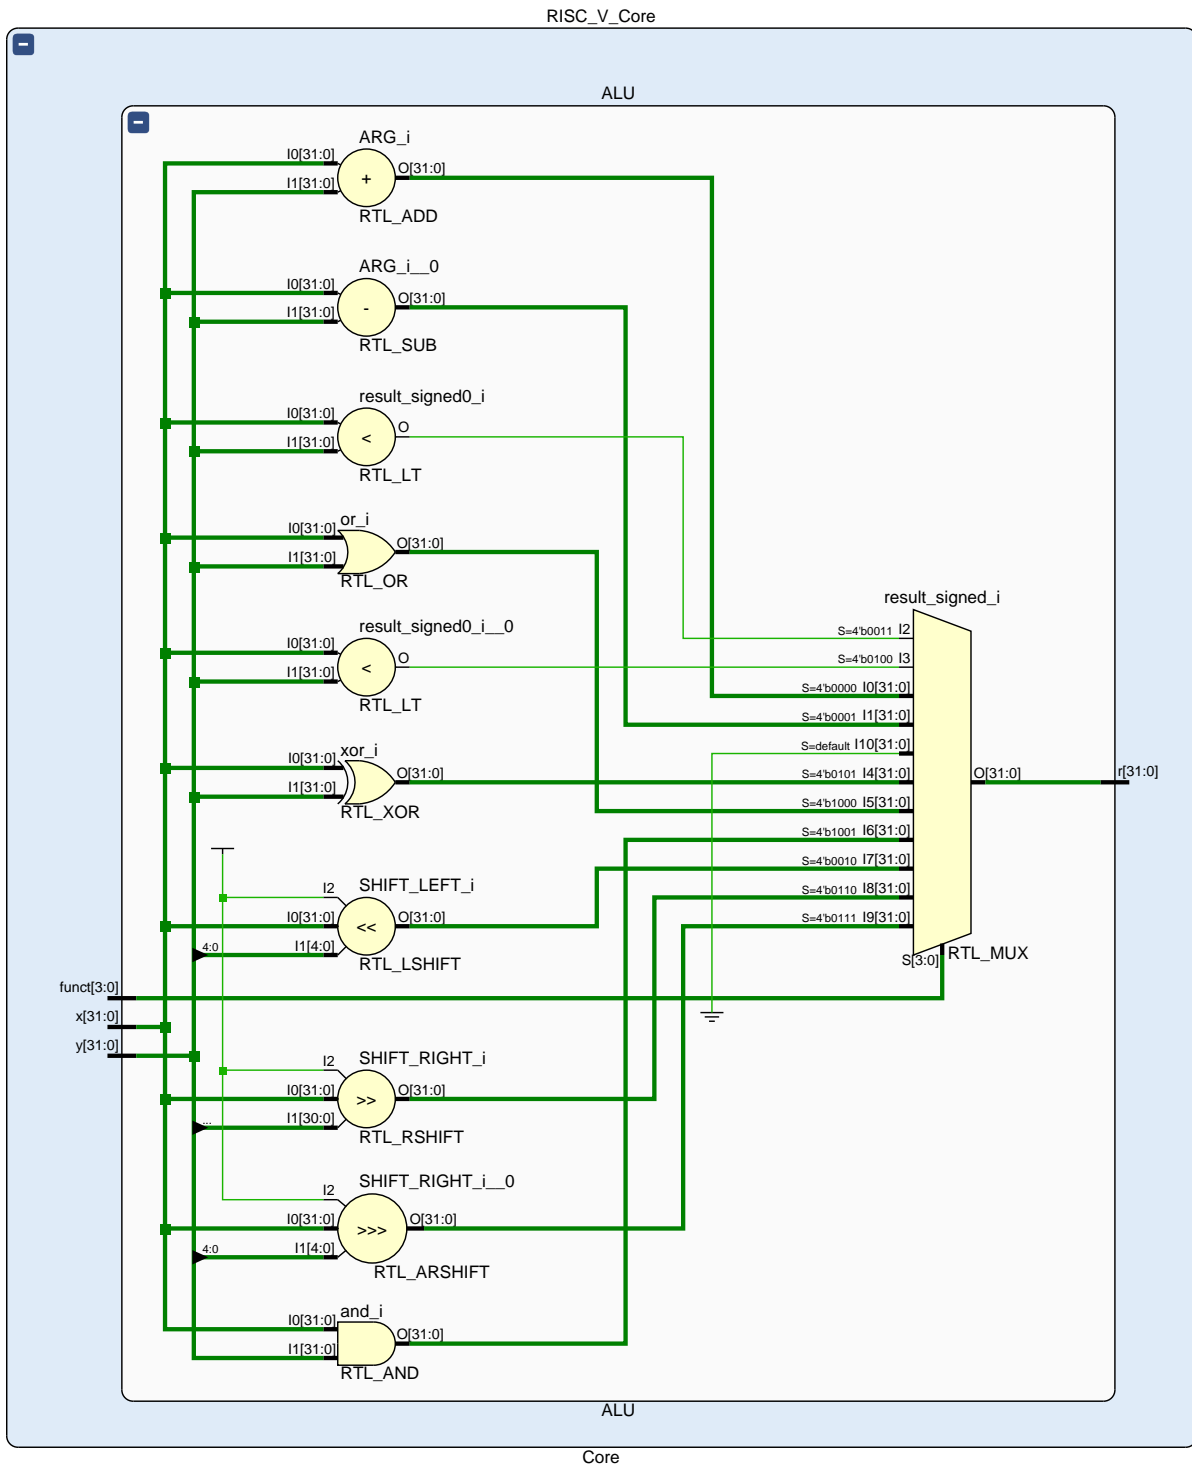 RISC_V_Core
ALU
ARG_i
I0[31:0]
I1[31:0]
+
O[31:0]
RTL_ADD
ARG_i__0
I0[31:0]
I1[31:0]
-
O[31:0]
RTL_SUB
result_signed0_i
I0[31:0]
I1[31:0]
<
O
RTL_LT
or_i
I0[31:0]
I1[31:0]
O[31:0]
RTL_OR
result_signed0_i__0
I0[31:0]
I1[31:0]
<
O
RTL_LT
xor_i
I0[31:0]
I1[31:0]
O[31:0]
RTL_XOR
SHIFT_LEFT_i
I2
I0[31:0]
4:0
I1[4:0]
<<
O[31:0]
RTL_LSHIFT
funct[3:0]
x[31:0]
y[31:0]
SHIFT_RIGHT_i
I2
I0[31:0]
...
I1[30:0]
>>
O[31:0]
RTL_RSHIFT
SHIFT_RIGHT_i__0
I2
I0[31:0]
4:0
I1[4:0]
>>>
O[31:0]
RTL_ARSHIFT
and_i
I0[31:0]
I1[31:0]
O[31:0]
RTL_AND
result_signed_i
S=4'b0011 I2
S=4'b0100 I3
S=4'b0000 I0[31:0]
S=4'b0001 I1[31:0]
S=default I10[31:0]
S=4'b0101 I4[31:0]
S=4'b1000 I5[31:0]
S=4'b1001 I6[31:0]
S=4'b0010 I7[31:0]
S=4'b0110 I8[31:0]
S=4'b0111 I9[31:0]
S[3:0]
RTL_MUX
O[31:0]
r[31:0]
ALU
Core